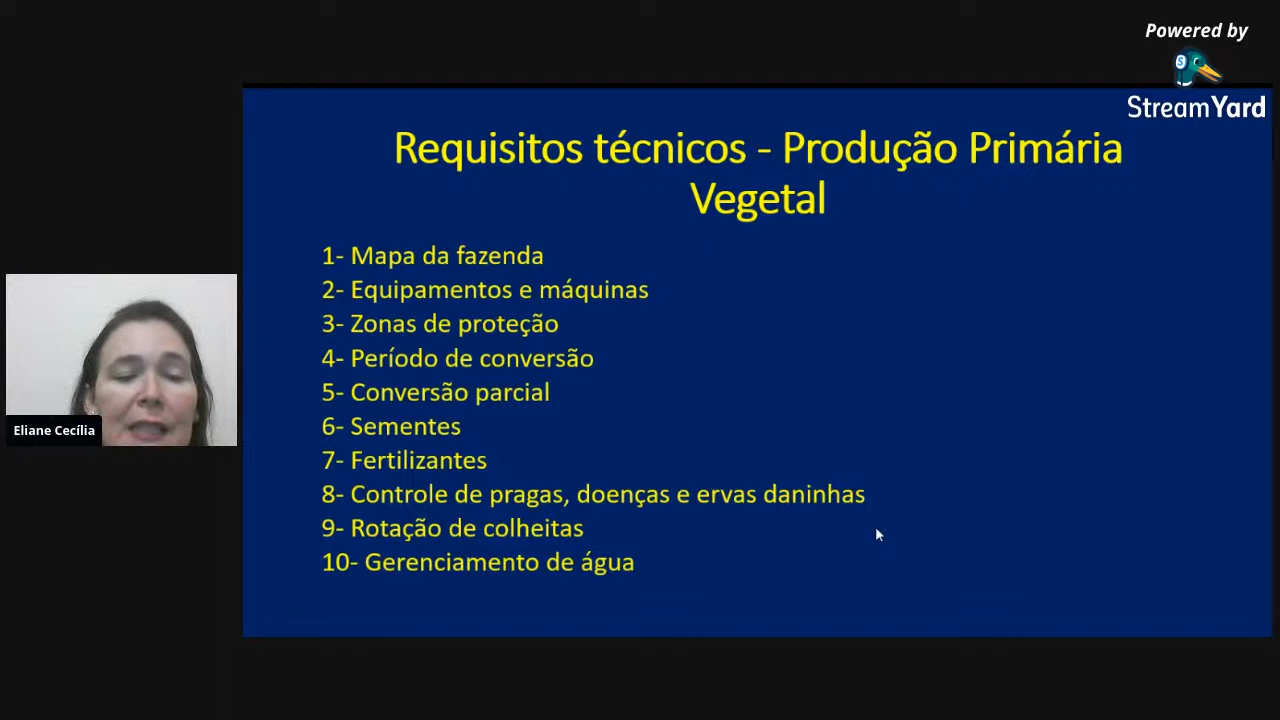 Powered by
StreamYard
Requisitos técnicos - Produção Primária
Vegetal
1- Mapa da fazenda
2- Equipamentos e máquinas
3- Zonas de proteção
4- Período de conversão
5- Conversão parcial
6- Sementes
7- Fertilizantes
8- Controle de pragas, doenças e ervas daninhas
9- Rotação de colheitas
10- Gerenciamento de água
Eliane Cecília